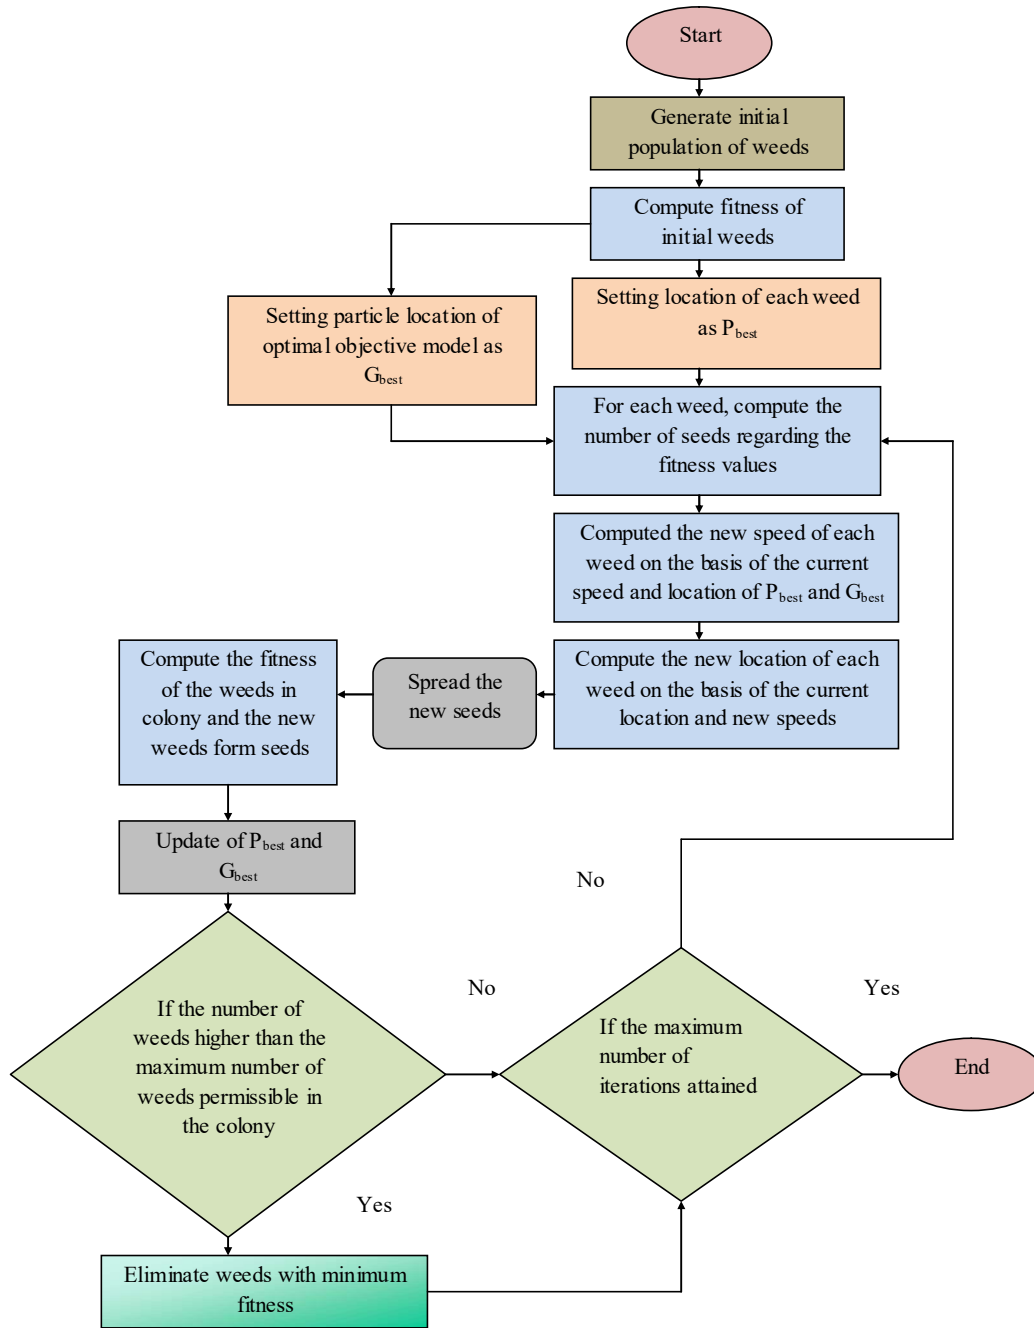 Start
Generate initial
population of weeds
Compute fitness of
initial weeds
Setting particle location of
optimal objective model as
Gbest
Setting location of each weed
as Pbest
For each weed, compute the
number of seeds regarding the
fitness values
Computed the new speed of each
weed on the basis of the current
speed and location of Pbest and Gbest
Compute the new location of each
weed on the basis of the current
location and new speeds
Spread the
new seeds
Compute the fitness
of the weeds in
colony and the new
weeds form seeds
Update of Pbest and
Gbest
If the number of
weeds higher than the
maximum number of
weeds permissible in
the colony
No
Yes
Eliminate weeds with minimum
fitness
If the maximum
number of
iterations attained
No
Yes
End